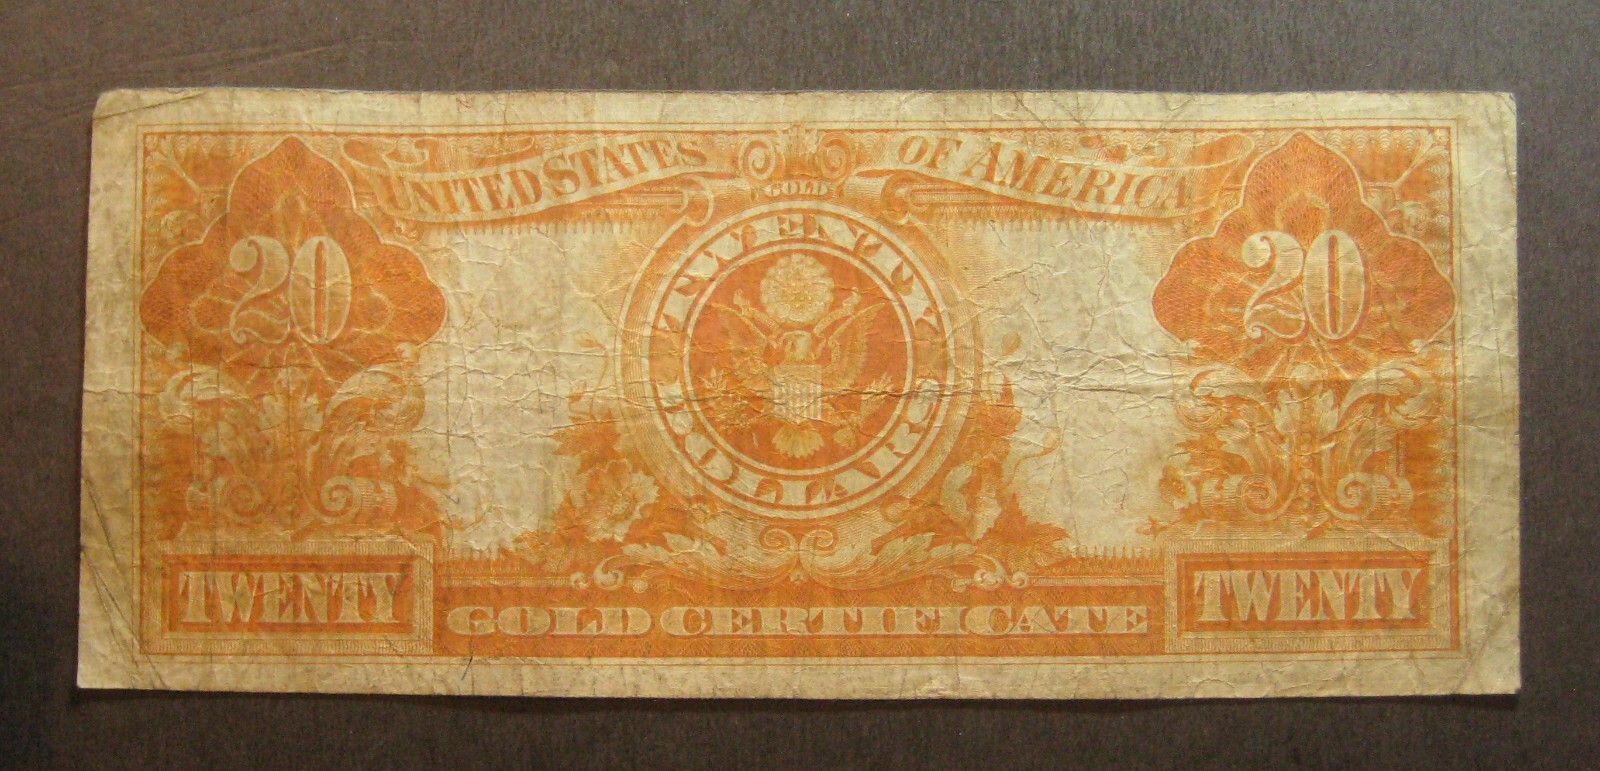 UNITED STATES OF AMERICA
GOLD
20
TWENTY
DOLLARS
20
TWENTY
GOLD CERTIFICATE
TWENTY